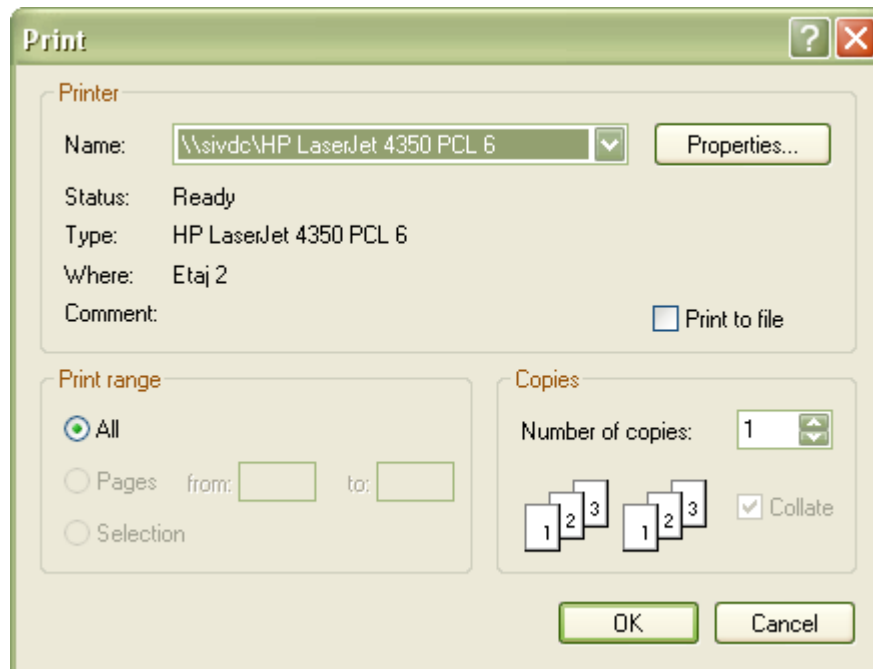 Print
Printer
Name: \\sivdc\HP LaserJet 4350 PCL 6 Properties...
Status: Ready
Type: HP LaserJet 4350 PCL 6
Where: Etaj 2
Comment: Print to file
Print range
All
Pages from: to:
Selection
Copies
Number of copies: 1
1 2 3 1 2 3 Collate
OK Cancel